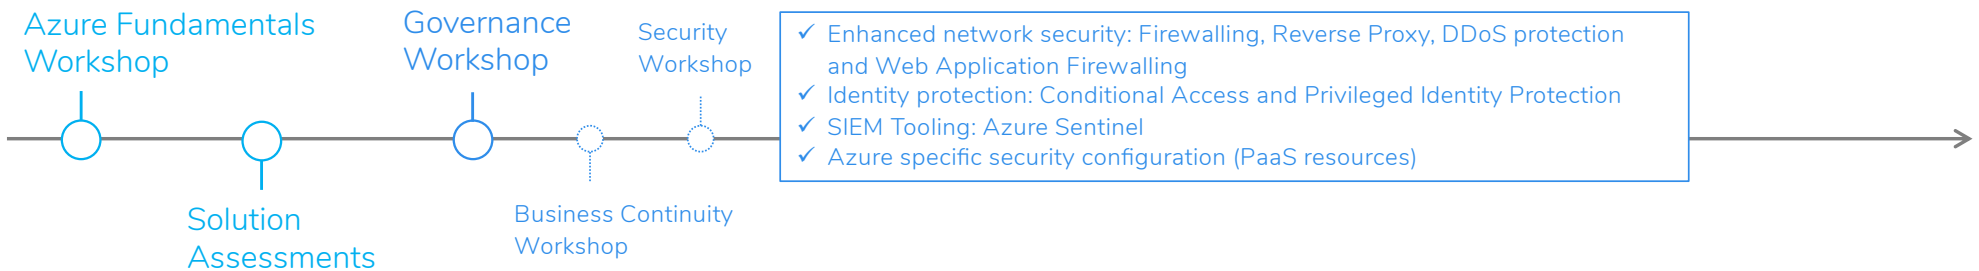 Azure Fundamentals
Workshop
Solution
Assessments
Governance
Workshop
Business Continuity
Workshop
Security
Workshop
✓ Enhanced network security: Firewalling, Reverse Proxy, DDoS protection
and Web Application Firewalling
✓ Identity protection: Conditional Access and Privileged Identity Protection
✓ SIEM Tooling: Azure Sentinel
✓ Azure specific security configuration (PaaS resources)